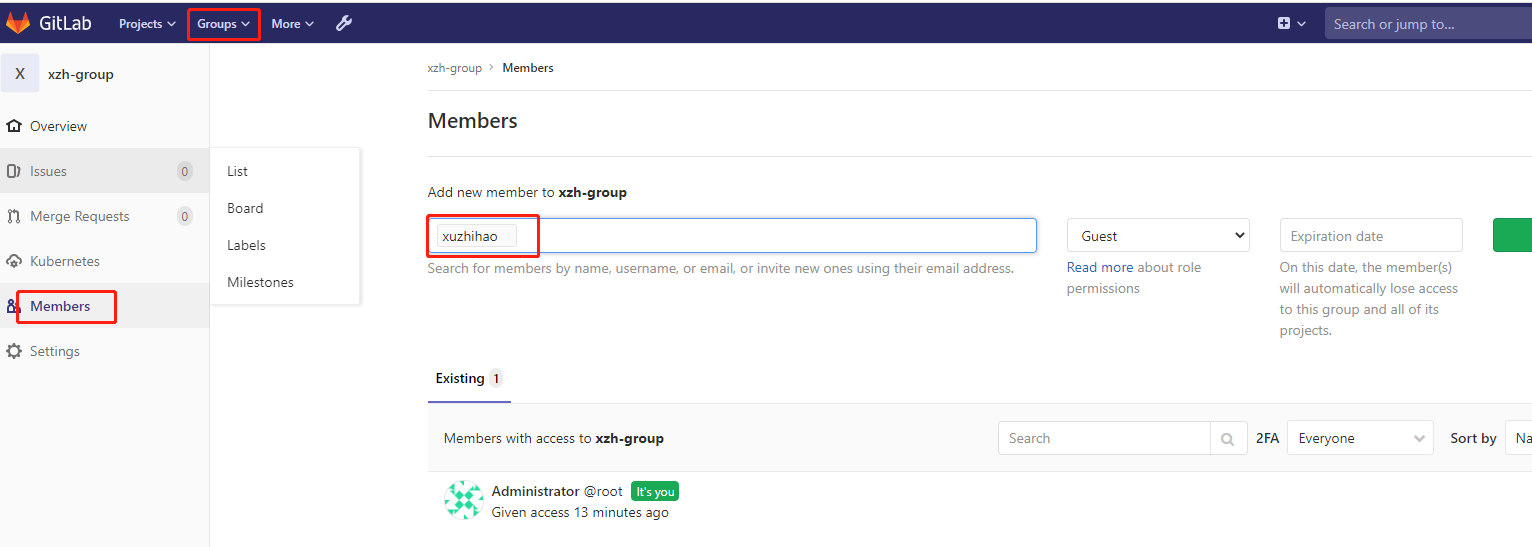 GitLab Projects Groups More Search or jump to...
X xzh-group
Overview
Issues 0
Merge Requests 0
Kubernetes
Members
Settings
List
Board
Labels
Milestones
xzh-group > Members
Members
Add new member to xzh-group
xuzhihao
Search for members by name, username, or email, or invite new ones using their email address.
Guest
Read more about role
permissions
Expiration date
On this date, the member(s)
will automatically lose access
to this group and all of its
projects.
Existing 1
Members with access to xzh-group
Search
2FA
Everyone
Sort by
Na
Administrator @root It's you
Given access 13 minutes ago